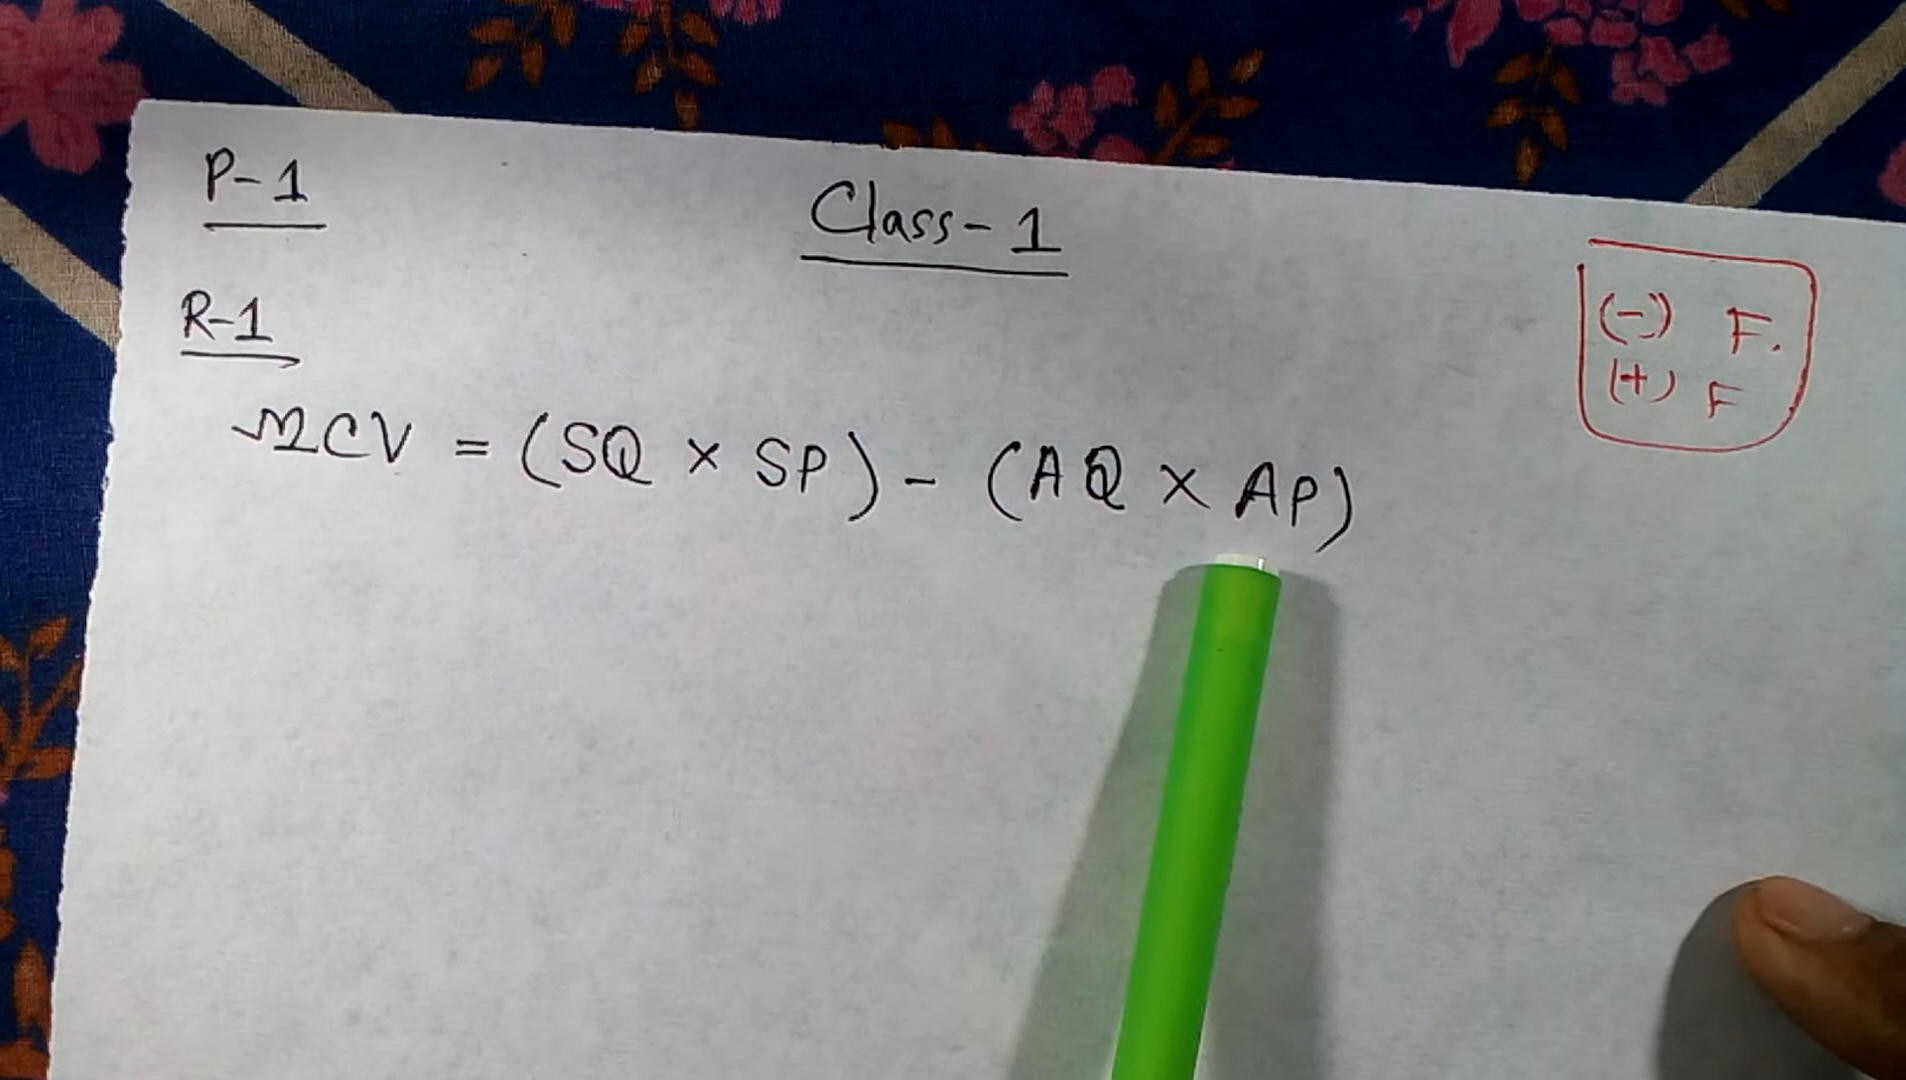 P-1
Class-1
R-1
(-) F.
(+) F
MCV = (SQ × SP) - (AQ × AP)